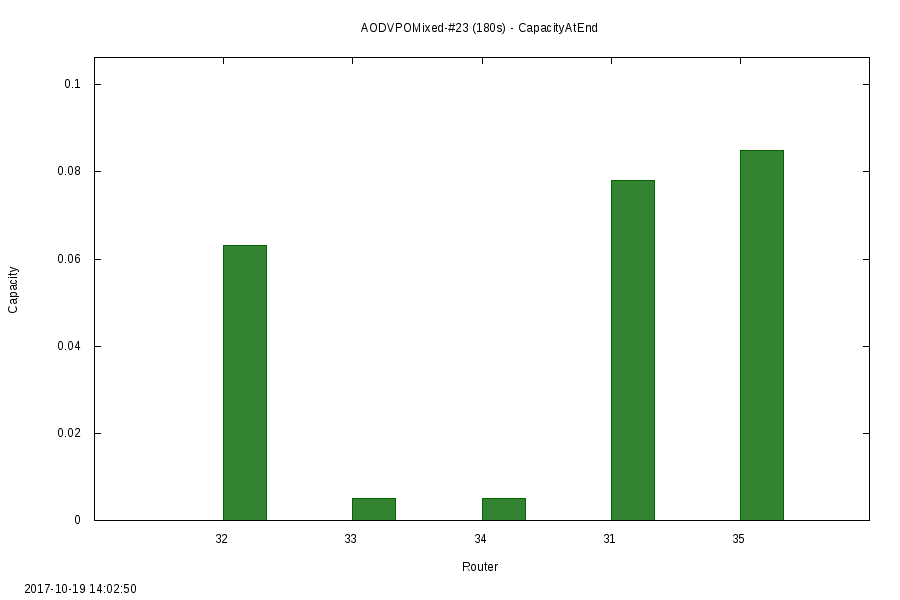 AODVPOMixed-#23 (180s) - CapacityAtEnd
0.1
0.08
0.06
0.04
0.02
0
Capacity
32 33 34 31 35
Router
2017-10-19 14:02:50